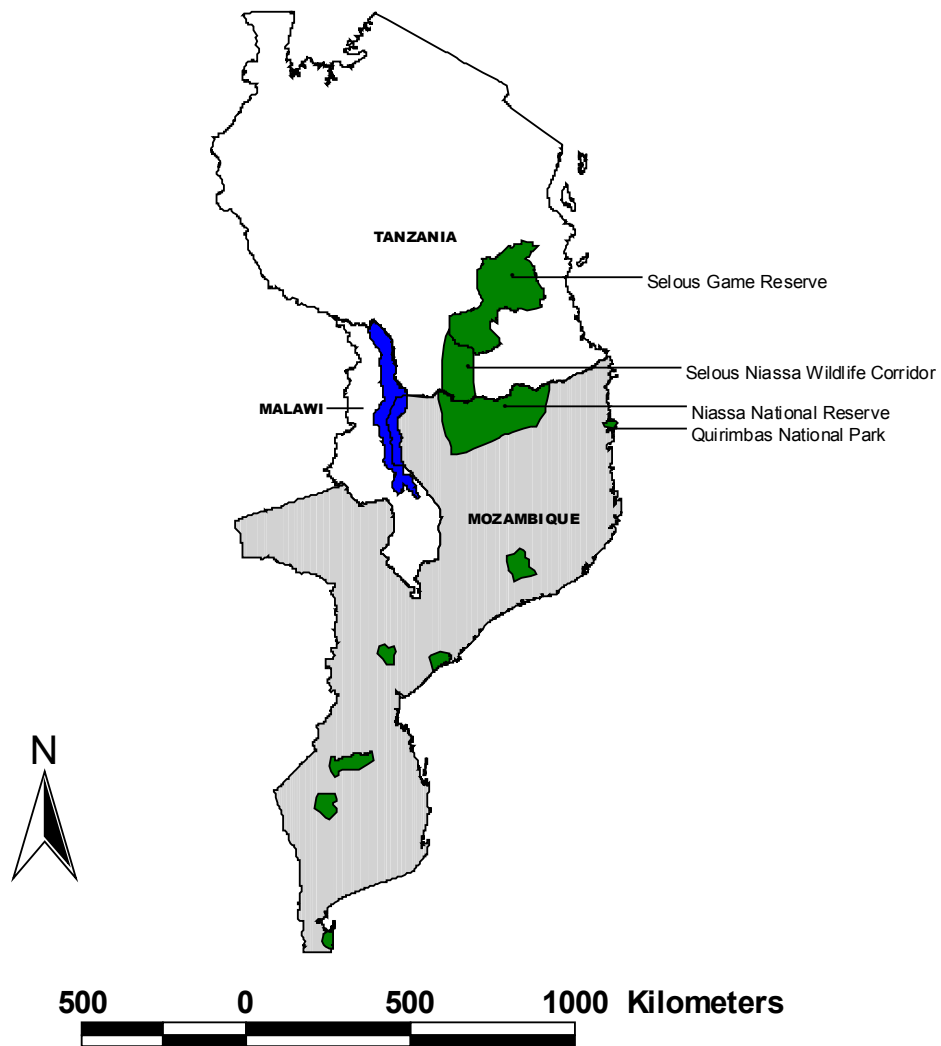 TANZANIA
Selous Game Reserve
Selous Niassa Wildlife Corridor
MALAWI
Niassa National Reserve
Quirimbas National Park
MOZAMBIQUE
N
500 0 500 1000 Kilometers